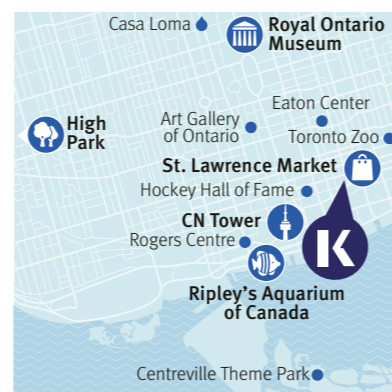 Casa Loma
Royal Ontario
Museum
Eaton Center
High
Park
Art Gallery
of Ontario
Toronto Zoo
St. Lawrence Market
Hockey Hall of Fame
CN Tower
K
Rogers Centre
Ripley's Aquarium
of Canada
Centreville Theme Park